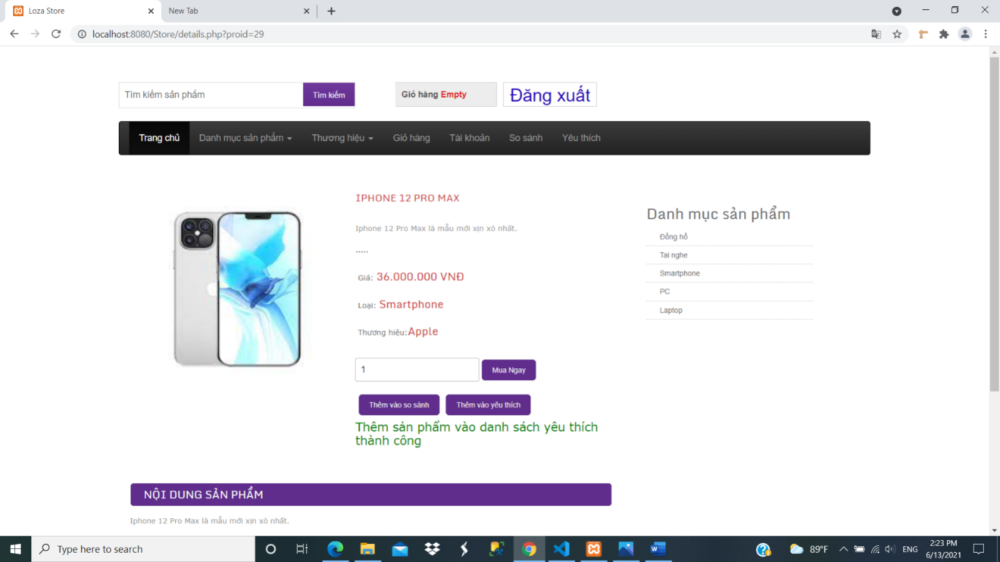 Loza Store
New Tab
localhost:8080/Store/details.php?proid=29
Tìm kiếm sản phẩm
Tìm kiếm
Giỏ hàng Empty
Đăng xuất
Trang chủ Danh mục sản phẩm Thương hiệu Giỏ hàng Tài khoản So sánh Yêu thích
IPHONE 12 PRO MAX
Iphone 12 Pro Max là mẫu mới xịn xò nhất.
.....
Giá: 36.000.000 VNĐ
Loại: Smartphone
Thương hiệu:Apple
1
Mua Ngay
Thêm vào so sánh
Thêm vào yêu thích
Thêm sản phẩm vào danh sách yêu thích
thành công
Danh mục sản phẩm
Đồng hồ
Tai nghe
Smartphone
PC
Laptop
NỘI DUNG SẢN PHẨM
Iphone 12 Pro Max là mẫu mới xịn xò nhất.
Type here to search
89°F
ENG
2:23 PM
6/13/2021